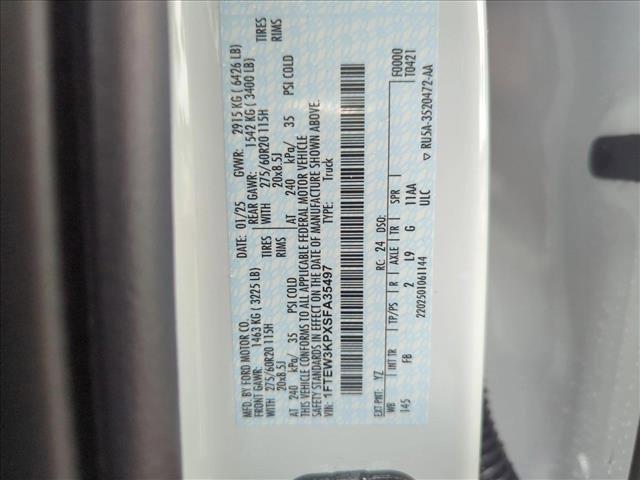 MFD. BY FORD MOTOR CO.
DATE: 01/25 GVWR: 2915 KG ( 6426 LB)
FRONT GAWR: 1463 KG ( 3225 LB) REAR GAWR: 1542 KG ( 3400 LB)
WITH 275/60R20 115H TIRES WITH 275/60R20 115H TIRES
20x8.5J RIMS 20x8.5J RIMS
AT 240 kPa/ 35 PSI COLD AT 240 kPa/ 35 PSI COLD
THIS VEHICLE CONFORMS TO ALL APPLICABLE FEDERAL MOTOR VEHICLE
SAFETY STANDARDS IN EFFECT ON THE DATE OF MANUFACTURE SHOWN ABOVE.
VIN: 1FTEW3KPXSFA35497 TYPE: Truck
F0000
T0421
EXT PNT: YZ RC: 24 DSO:
WB INT TR TP/PS R AXLE TR SPR
145 FB 2 L9 G 11AA
ULC
2202501061144 ▽ RU5A-3520472-AA